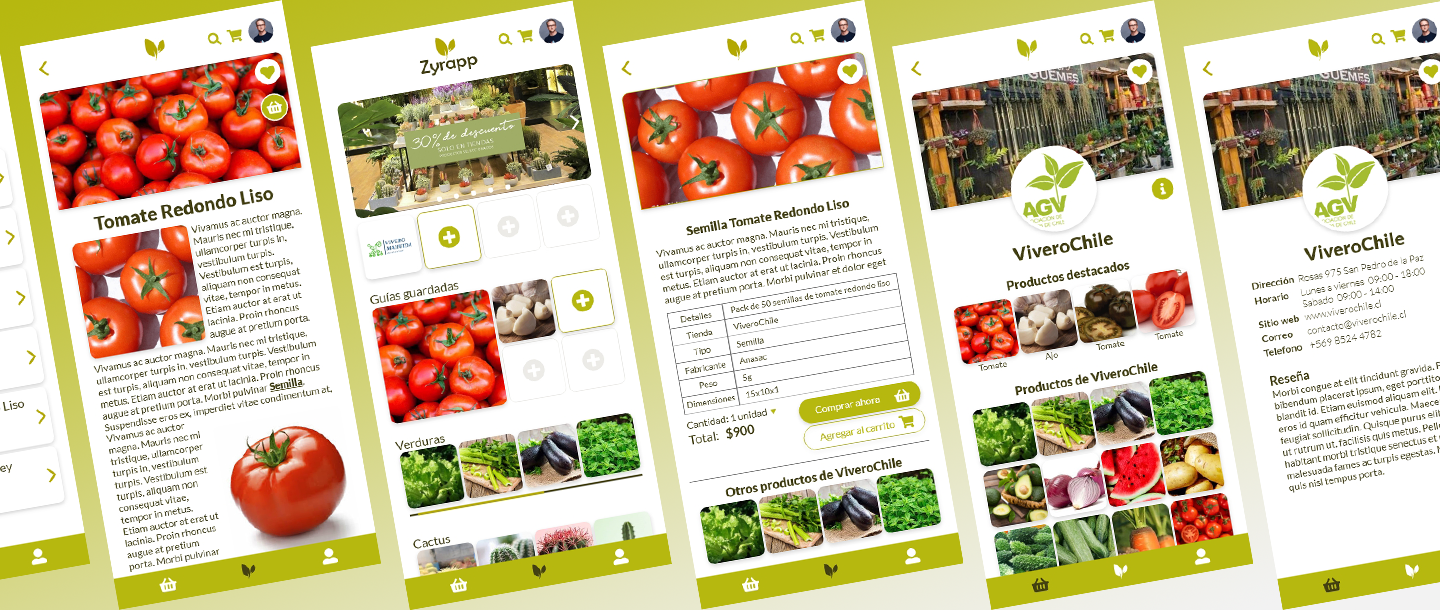 Liso
ey
Tomate Redondo Liso
Vivamus ac auctor magna.
Mauris nec mi tristique,
ullamcorper turpis in,
vestibulum turpis.
Vestibulum est turpis,
aliquam non consequat
vitae, tempor in metus.
Etiam auctor at erat ut
lacinia. Proin rhoncus
augue at pretium porta.
Vivamus ac auctor magna. Mauris nec mi tristique,
ullamcorper turpis in, vestibulum turpis. Vestibulum
est turpis, aliquam non consequat vitae, tempor in
metus. Etiam auctor at erat ut lacinia. Proin rhoncus
augue at pretium porta. Morbi pulvinar Semilla.
Suspendisse eros ex, imperdiet vitae condimentum at,
Vivamus ac auctor
magna. Mauris nec mi
tristique, ullamcorper
turpis in, vestibulum
turpis. Vestibulum est
turpis, aliquam non
consequat vitae,
tempor in metus.
Etiam auctor at erat ut
lacinia. Proin rhoncus
augue at pretium
porta. Morbi pulvinar
Zyrapp
30% de descuento
SOLO EN TIENDAS
VIVERO
Guías guardadas
Verduras
Cactus
Semilla Tomate Redondo Liso
Vivamus ac auctor magna. Mauris nec mi tristique,
ullamcorper turpis in, vestibulum turpis. Vestibulum
est turpis, aliquam non consequat vitae, tempor in
metus. Etiam auctor at erat ut lacinia. Proin rhoncus
augue at pretium porta. Morbi pulvinar et dolor eget
Detalles Pack de 50 semillas de tomate redondo liso
Tienda ViveroChile
Tipo Semilla
Fabricante Anasac
Peso 5g
Dimensiones 15x10x1
Cantidad: 1 unidad
Total: $900
Comprar ahora
Agregar al carrito
Otros productos de ViveroChile
GÜEMES
AGV
CIACIÓN DE
DE CHILE
ViveroChile
Productos destacados
Tomate
Ajo
Tomate
Tomate
Productos de ViveroChile
GUEMES
AGV
CIACIÓN DE
DE CHILE
ViveroChile
Dirección Rosas 975 San Pedro de la Paz
Horario Lunes a viernes 09:00 - 18:00
Sabado 09:00 - 14:00
Sitio web www.viverochile.cl
Correo contacto@viverochile.cl
Telefono +569 8524 4782
Reseña
Morbi congue at elit tincidunt gravida. F
bibendum placerat ipsum, eget porttito
blandit id. Etiam euismod aliquam elit.
eros id quam efficitur vehicula. Maece
feugiat sollicitudin. Quisque purus elit
ut rutrum ut, facilisis quis metus. Pelle
habitant morbi tristique senectus et
malesuada fames ac turpis egestas,
quis nisl tempus porta.